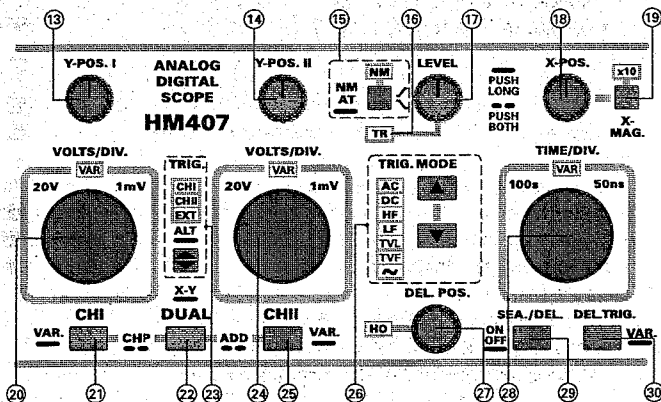 13 14 15 16 17 18 19
Y-POS. I
ANALOG
DIGITAL
SCOPE
HM407
Y-POS. II
NM
AT
NM
LEVEL
TR
PUSH
LONG
PUSH
BOTH
X-POS.
x10
X-
MAG.
VOLTS/DIV.
VAR
20V 1mV
TRIG.
CHI
CHII
EXT
ALT
VOLTS/DIV.
VAR
20V 1mV
TRIG. MODE
AC
DC
HF
LF
TVL
TVF
~
TIME/DIV.
VAR
100s 50ns
X-Y
DEL. POS.
HO
VAR.
CHI
CHP
DUAL
ADD
CHII
VAR.
ON
OFF
SEA./DEL.
DEL.TRIG.
VAR.
20 21 22 23 24 25 26 27 28 29 30